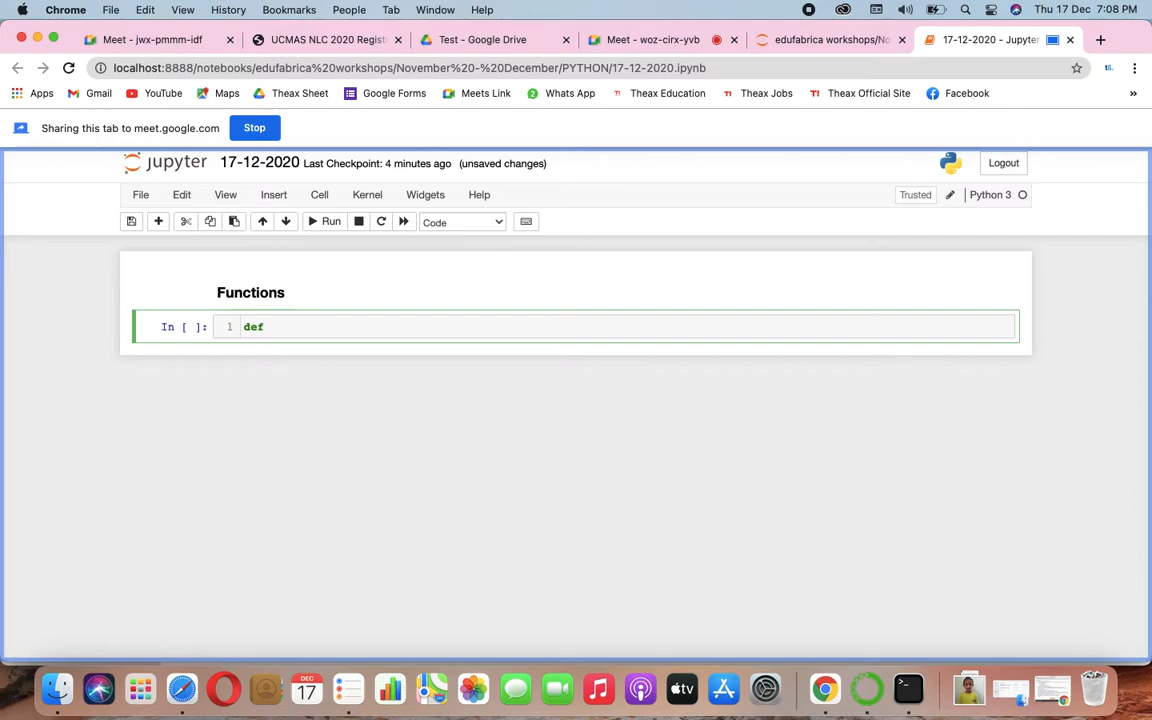 Chrome File Edit View History Bookmarks People Tab Window Help Thu 17 Dec 7:08 PM
Meet - jwx-pmmm-idf UCMAS NLC 2020 Regist Test - Google Drive Meet - woz-cirx-yvb edufabrica workshops/No 17-12-2020 - Jupyter
localhost:8888/notebooks/edufabrica%20workshops/November%20-%20December/PYTHON/17-12-2020.ipynb
Apps Gmail YouTube Maps Theax Sheet Google Forms Meets Link Whats App Theax Education Theax Jobs Theax Official Site Facebook
Sharing this tab to meet.google.com Stop
jupyter 17-12-2020 Last Checkpoint: 4 minutes ago (unsaved changes) Logout
File Edit View Insert Cell Kernel Widgets Help Trusted Python 3
Run Code
Functions
In [ ]: 1 def
DEC
17
tv